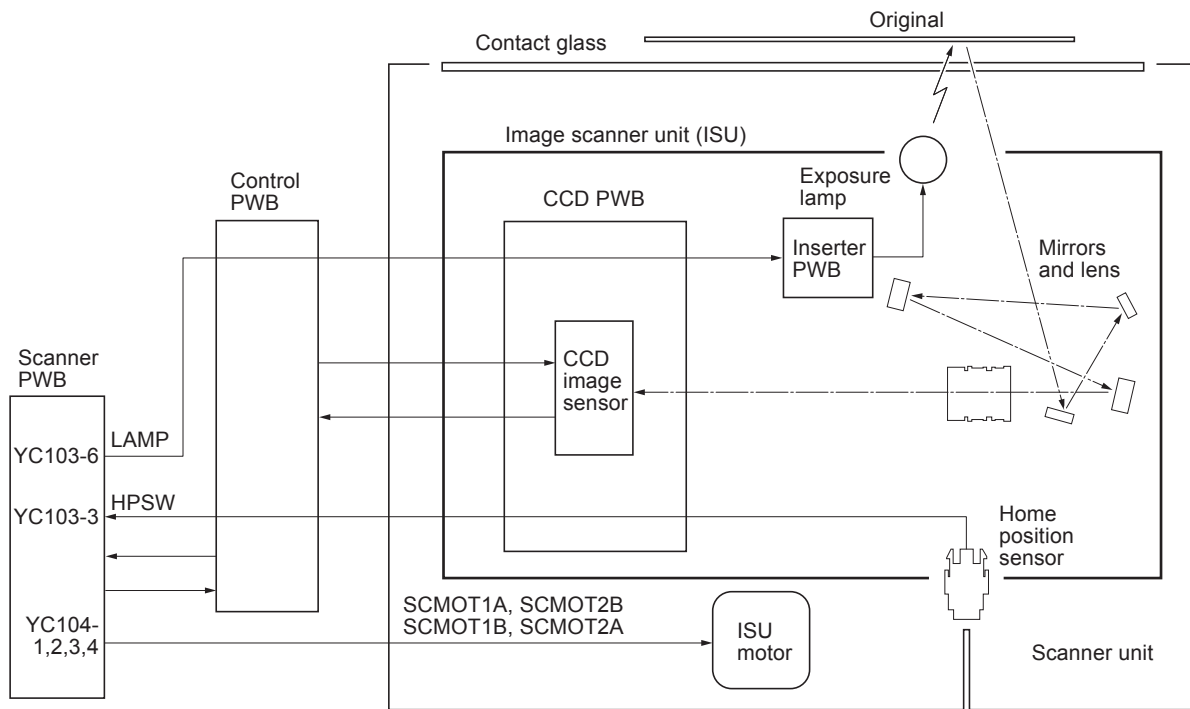 Original
Contact glass
Image scanner unit (ISU)
Control
PWB
CCD PWB
Exposure
lamp
Inserter
PWB
Mirrors
and lens
Scanner
PWB
CCD
image
sensor
LAMP
YC103-6
HPSW
YC103-3
Home
position
sensor
SCMOT1A, SCMOT2B
SCMOT1B, SCMOT2A
YC104-
1,2,3,4
ISU
motor
Scanner unit